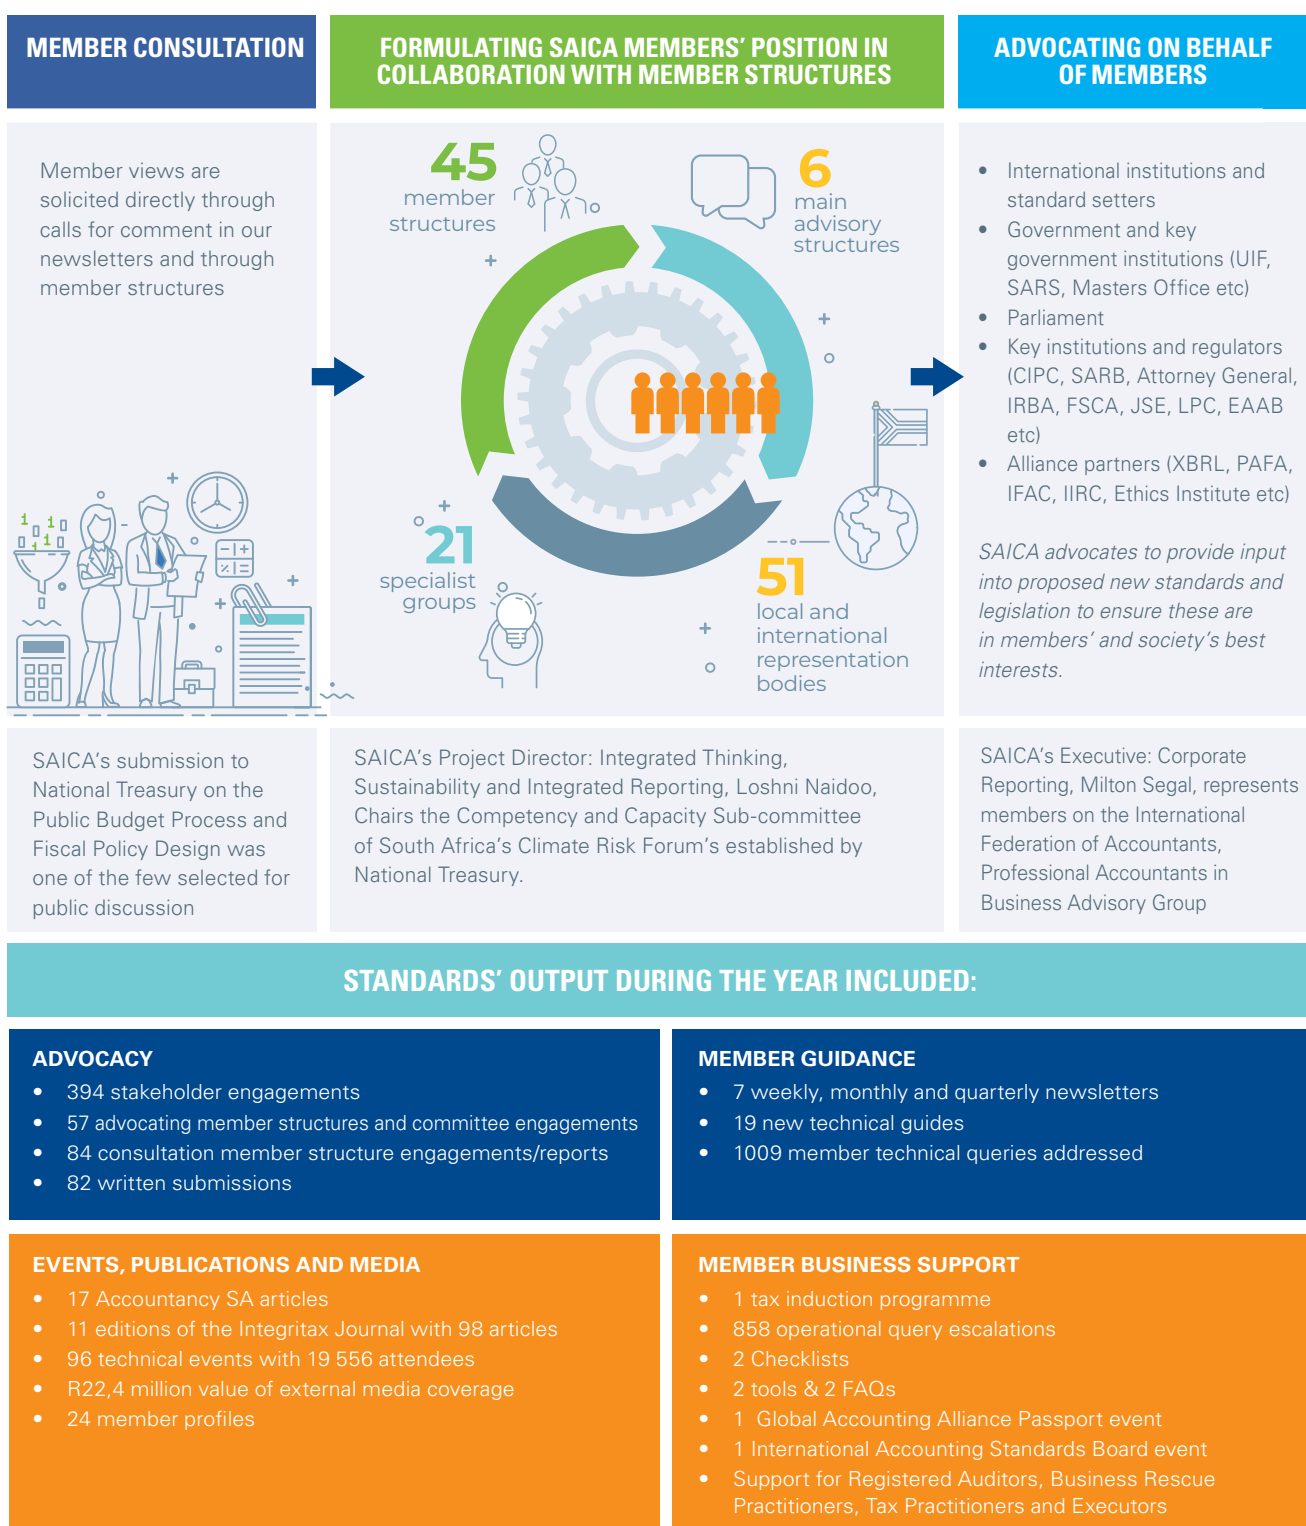 MEMBER CONSULTATION
FORMULATING SAICA MEMBERS' POSITION IN
COLLABORATION WITH MEMBER STRUCTURES
ADVOCATING ON BEHALF
OF MEMBERS
Member views are
solicited directly through
calls for comment in our
newsletters and through
member structures
1
1
1
1
45
member
structures
6
main
advisory
structures
21
specialist
groups
51
local and
international
representation
bodies
• International institutions and
standard setters
• Government and key
government institutions (UIF,
SARS, Masters Office etc)
• Parliament
• Key institutions and regulators
(CIPC, SARB, Attorney General,
IRBA, FSCA, JSE, LPC, EAAB
etc)
• Alliance partners (XBRL, PAFA,
IFAC, IIRC, Ethics Institute etc)
SAICA advocates to provide input
into proposed new standards and
legislation to ensure these are
in members' and society's best
interests.
SAICA's submission to
National Treasury on the
Public Budget Process and
Fiscal Policy Design was
one of the few selected for
public discussion
SAICA's Project Director: Integrated Thinking,
Sustainability and Integrated Reporting, Loshni Naidoo,
Chairs the Competency and Capacity Sub-committee
of South Africa's Climate Risk Forum's established by
National Treasury.
SAICA's Executive: Corporate
Reporting, Milton Segal, represents
members on the International
Federation of Accountants,
Professional Accountants in
Business Advisory Group
STANDARDS' OUTPUT DURING THE YEAR INCLUDED:
ADVOCACY
• 394 stakeholder engagements
• 57 advocating member structures and committee engagements
• 84 consultation member structure engagements/reports
• 82 written submissions
MEMBER GUIDANCE
• 7 weekly, monthly and quarterly newsletters
• 19 new technical guides
• 1009 member technical queries addressed
EVENTS, PUBLICATIONS AND MEDIA
• 17 Accountancy SA articles
• 11 editions of the Integritax Journal with 98 articles
• 96 technical events with 19 556 attendees
• R22,4 million value of external media coverage
• 24 member profiles
MEMBER BUSINESS SUPPORT
• 1 tax induction programme
• 858 operational query escalations
• 2 Checklists
• 2 tools & 2 FAQs
• 1 Global Accounting Alliance Passport event
• 1 International Accounting Standards Board event
• Support for Registered Auditors, Business Rescue
Practitioners, Tax Practitioners and Executors